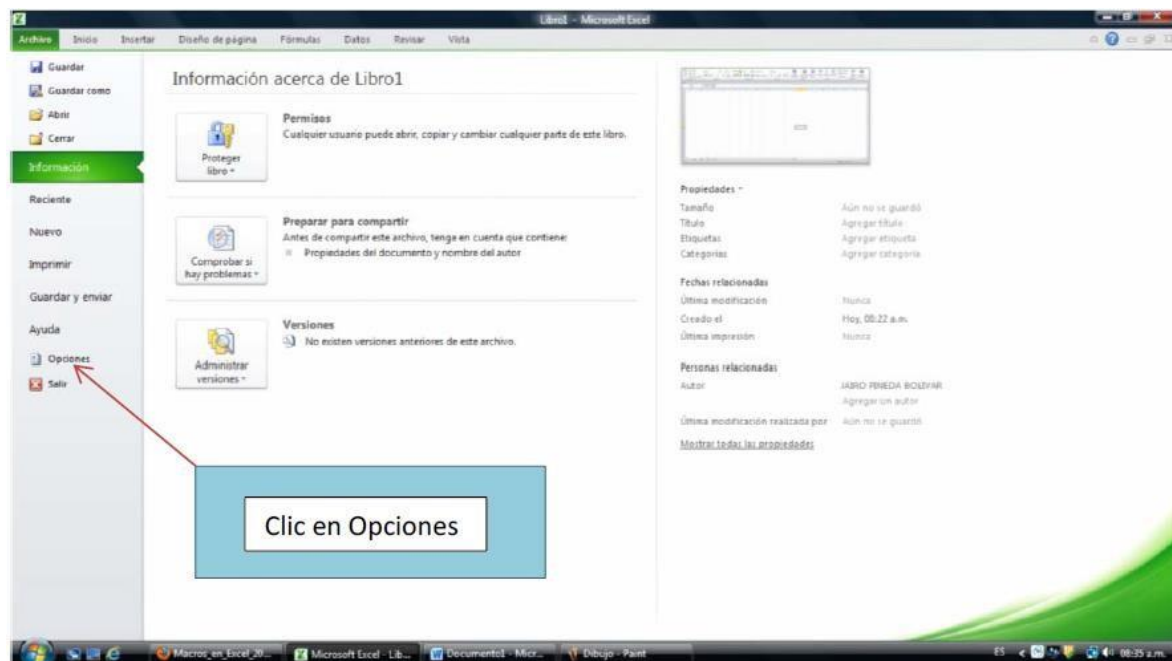 Libro1 - Microsoft Excel
Archivo Inicio Insertar Diseño de página Fórmulas Datos Revisar Vista
Guardar
Guardar como
Abrir
Cerrar
Información
Reciente
Nuevo
Imprimir
Guardar y enviar
Ayuda
Opciones
Salir
Información acerca de Libro1
Proteger
libro
Permisos
Cualquier usuario puede abrir, copiar y cambiar cualquier parte de este libro.
Comprobar si
hay problemas
Preparar para compartir
Antes de compartir este archivo, tenga en cuenta que contiene:
Propiedades del documento y nombre del autor
Administrar
versiones
Versiones
No existen versiones anteriores de este archivo.
Propiedades
Tamaño Aún no se guardó
Título Agregar título
Etiquetas Agregar etiqueta
Categorías Agregar categoría
Fechas relacionadas
Última modificación Nunca
Creado el Hoy, 08:22 a.m.
Última impresión Nunca
Personas relacionadas
Autor JAIRO PINEDA BOLIVAR
Agregar un autor
Última modificación realizada por Aún no se guardó
Mostrar todas las propiedades
Clic en Opciones
Macros_en_Excel_20... Microsoft Excel - Lib... Documento1 - Micr... Dibujo - Paint ES 08:35 a.m.